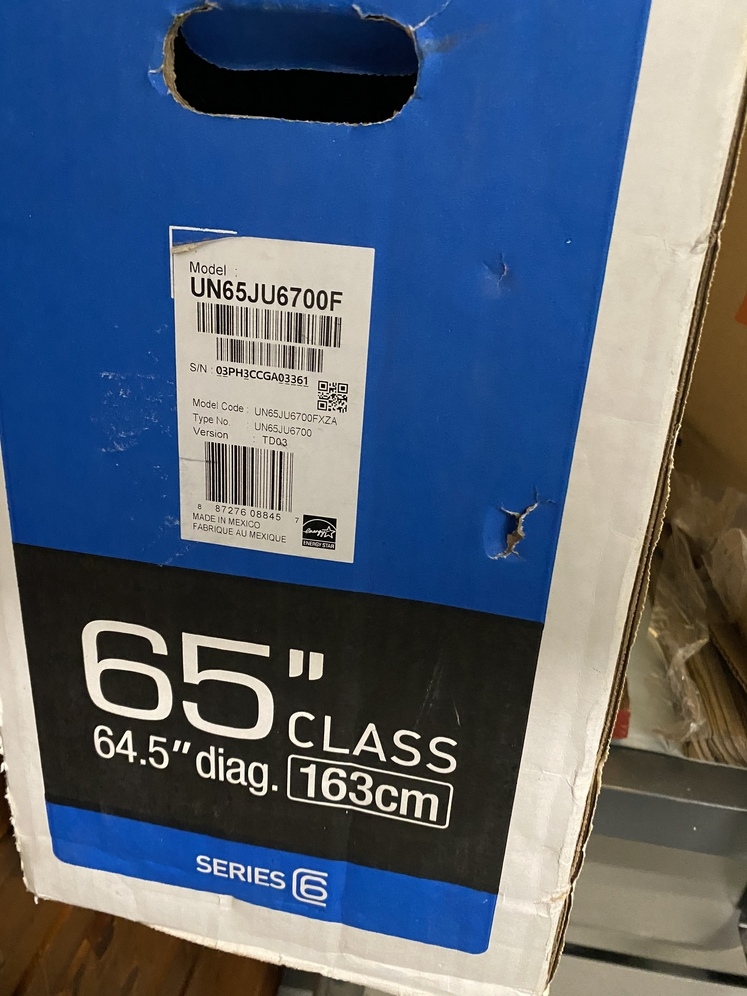 Model :
UN65JU6700F
S/N : 03PH3CCGA03361
Model Code : UN65JU6700FXZA
Type No : UN65JU6700
Version : TD03
8 87276 08845 7
MADE IN MEXICO
FABRIQUE AU MEXIQUE
energy
ENERGY STAR
65"
CLASS
64.5" diag. 163cm
SERIES 6